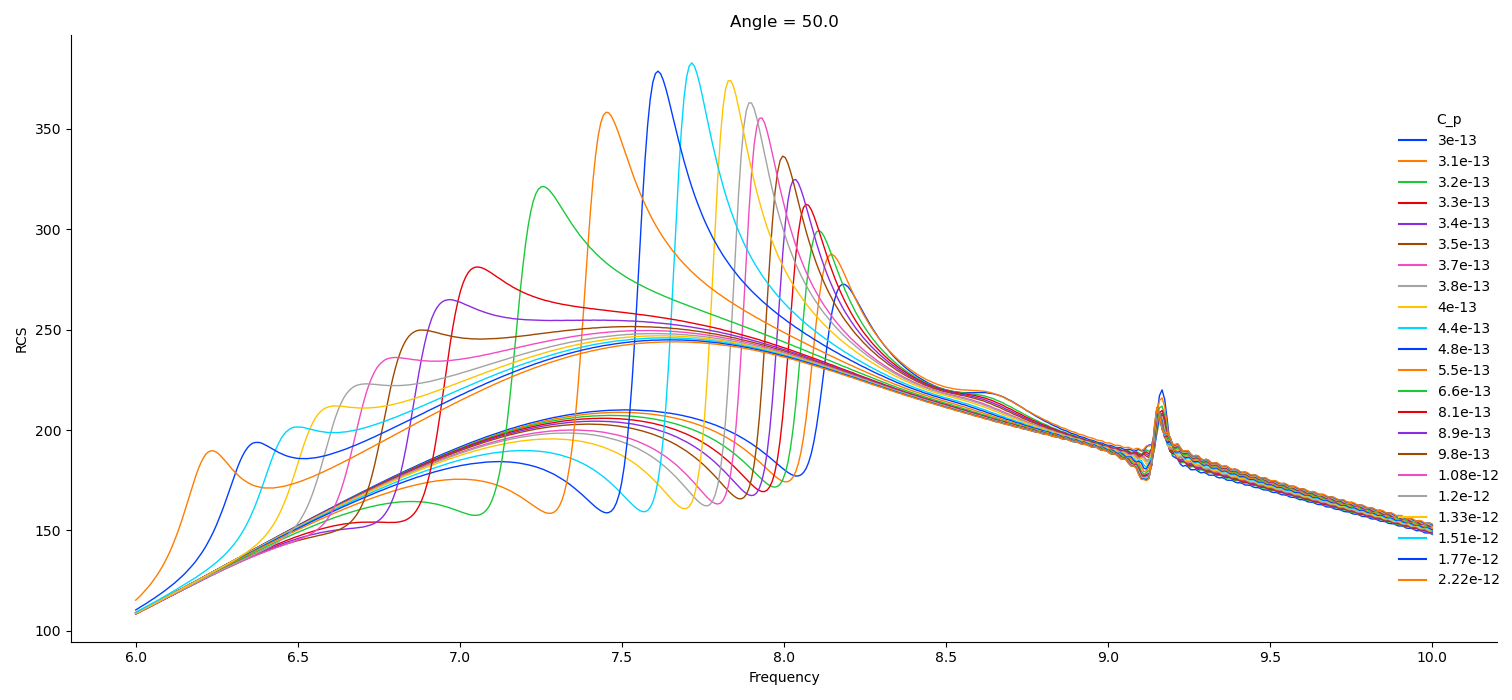 Angle = 50.0
RCS
350
300
250
200
150
100
6.0 6.5 7.0 7.5 8.0 8.5 9.0 9.5 10.0
Frequency
C_p
3e-13
3.1e-13
3.2e-13
3.3e-13
3.4e-13
3.5e-13
3.7e-13
3.8e-13
4e-13
4.4e-13
4.8e-13
5.5e-13
6.6e-13
8.1e-13
8.9e-13
9.8e-13
1.08e-12
1.2e-12
1.33e-12
1.51e-12
1.77e-12
2.22e-12